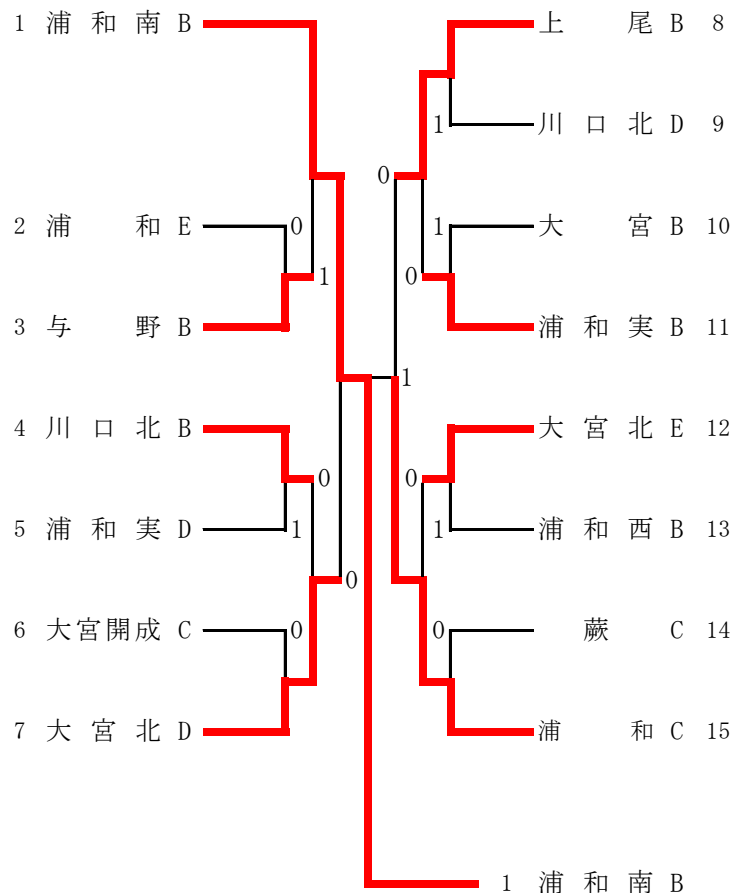 1 浦和南 B
上尾 B 8
1 川口北 D 9
0
2 浦和 E 0
1 大宮 B 10
1
0
3 与野 B
浦和実 B 11
1
4 川口北 B
大宮北 E 12
0
0
5 浦和実 D 1
1 浦和西 B 13
0
6 大宮開成 C 0
0 蕨 C 14
7 大宮北 D
浦和 C 15
1 浦和南 B